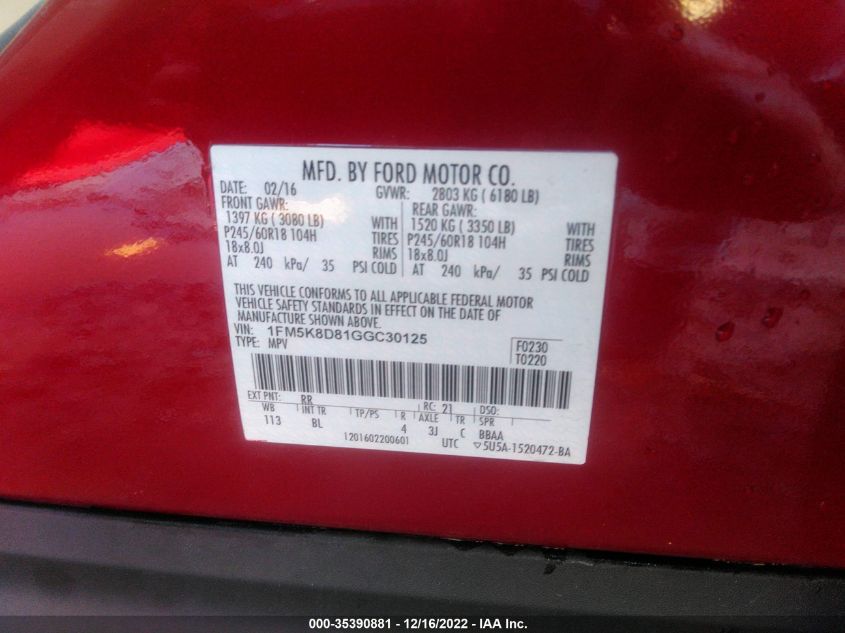 MFD. BY FORD MOTOR CO.
DATE: 02/16 GVWR: 2803 KG ( 6180 LB)
FRONT GAWR: REAR GAWR:
1397 KG ( 3080 LB) WITH 1520 KG ( 3350 LB) WITH
P245/60R18 104H TIRES P245/60R18 104H TIRES
18x8.0J RIMS 18x8.0J RIMS
AT 240 kPa/ 35 PSI COLD AT 240 kPa/ 35 PSI COLD
THIS VEHICLE CONFORMS TO ALL APPLICABLE FEDERAL MOTOR
VEHICLE SAFETY STANDARDS IN EFFECT ON THE DATE OF
MANUFACTURE SHOWN ABOVE.
VIN: 1FM5K8D81GGC30125 F0230
TYPE: MPV T0220
EXT PNT: RR RC: 21 DSO:
WB INT TR TP/PS R AXLE TR SPR
113 BL 4 3J C BBAA
1201602200601 UTC ▽5U5A-1520472-BA
000-35390881 - 12/16/2022 - IAA Inc.